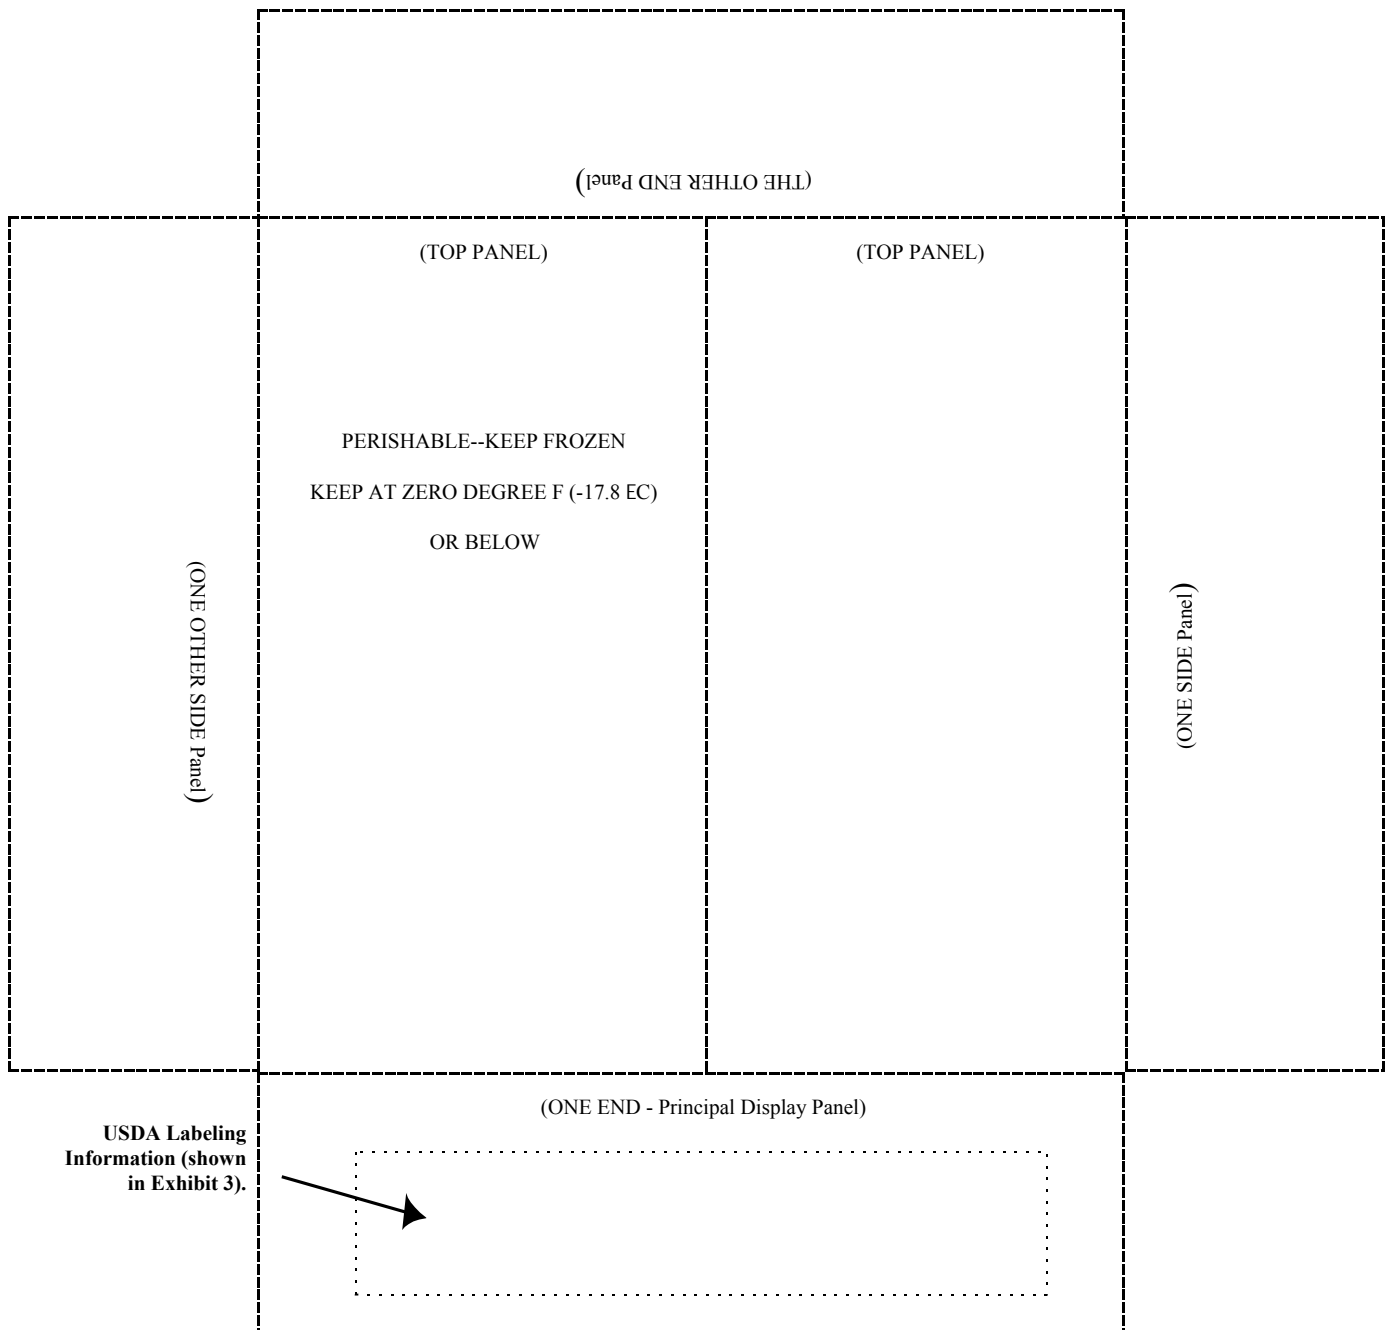 (THE OTHER END Panel)
(TOP PANEL)
(TOP PANEL)
PERISHABLE--KEEP FROZEN
KEEP AT ZERO DEGREE F (-17.8 EC)
OR BELOW
(ONE OTHER SIDE Panel)
(ONE SIDE Panel)
(ONE END - Principal Display Panel)
USDA Labeling
Information (shown
in Exhibit 3).